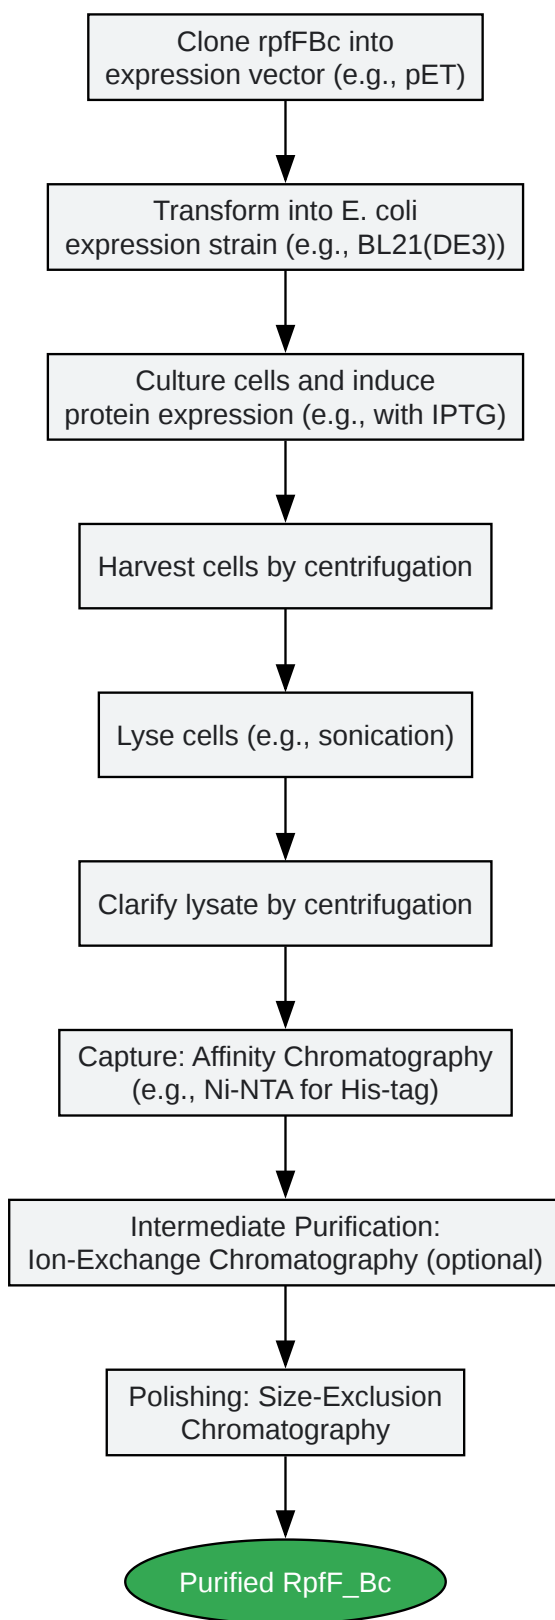 Clone rpfFBc into
expression vector (e.g., pET)
Transform into E. coli
expression strain (e.g., BL21(DE3))
Culture cells and induce
protein expression (e.g., with IPTG)
Harvest cells by centrifugation
Lyse cells (e.g., sonication)
Clarify lysate by centrifugation
Capture: Affinity Chromatography
(e.g., Ni-NTA for His-tag)
Intermediate Purification:
Ion-Exchange Chromatography (optional)
Polishing: Size-Exclusion
Chromatography
Purified RpfF_Bc